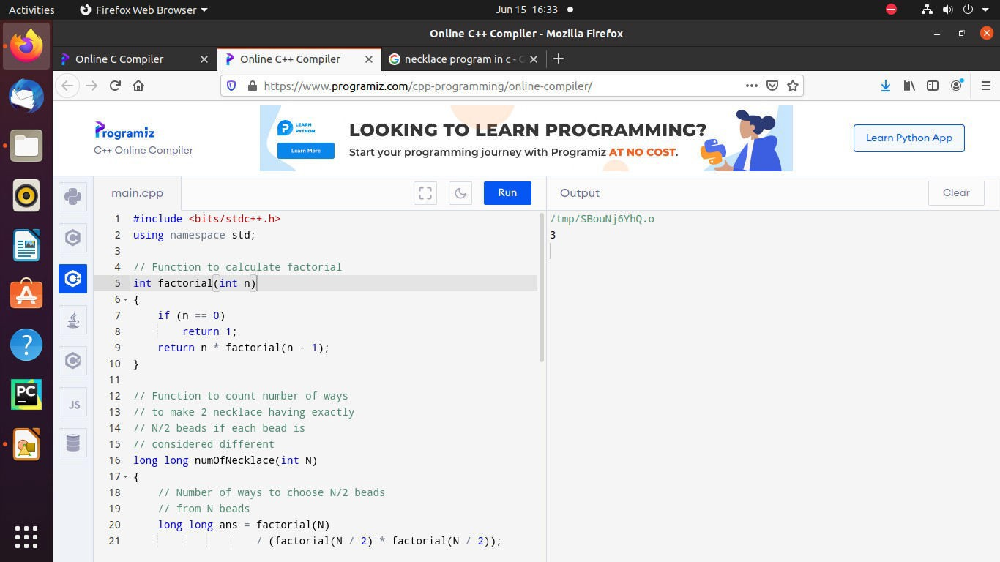 Activities
Firefox Web Browser
Jun 15 16:33
Online C++ Compiler - Mozilla Firefox
Online C Compiler
Online C++ Compiler
necklace program in c -
https://www.programiz.com/cpp-programming/online-compiler/
Programiz
C++ Online Compiler
LEARN
PYTHON
Learn More
LOOKING TO LEARN PROGRAMMING?
Start your programming journey with Programiz AT NO COST.
Learn Python App
main.cpp
Run
Output
Clear
1 #include <bits/stdc++.h>
2 using namespace std;
3
4 // Function to calculate factorial
5 int factorial(int n)
6 {
7 if (n == 0)
8 return 1;
9 return n * factorial(n - 1);
10 }
11
12 // Function to count number of ways
13 // to make 2 necklace having exactly
14 // N/2 beads if each bead is
15 // considered different
16 long long numOfNecklace(int N)
17 {
18 // Number of ways to choose N/2 beads
19 // from N beads
20 long long ans = factorial(N)
21 / (factorial(N / 2) * factorial(N / 2));
/tmp/SBouNj6YhQ.o
3
JS
PC